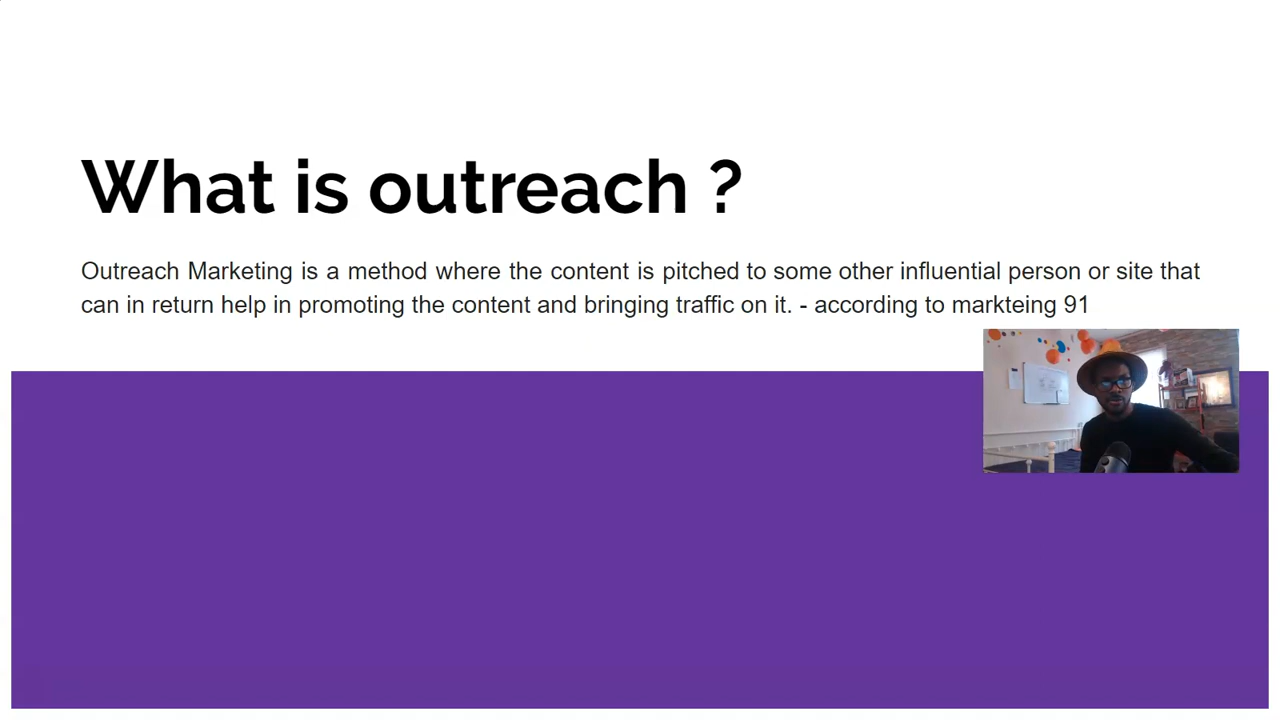 What is outreach ?
Outreach Marketing is a method where the content is pitched to some other influential person or site that
can in return help in promoting the content and bringing traffic on it. - according to markteing 91